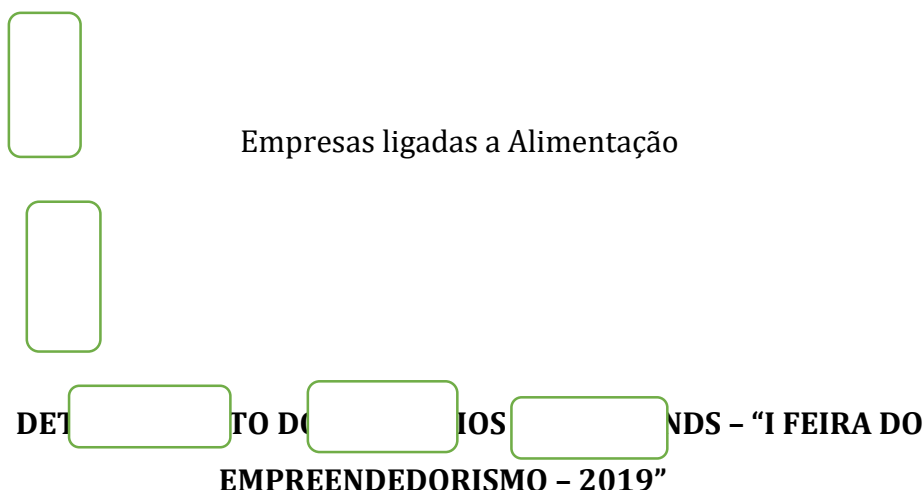 Empresas ligadas a Alimentação
DET TO DO IOS NDS – “I FEIRA DO
EMPREENDEDORISMO – 2019”